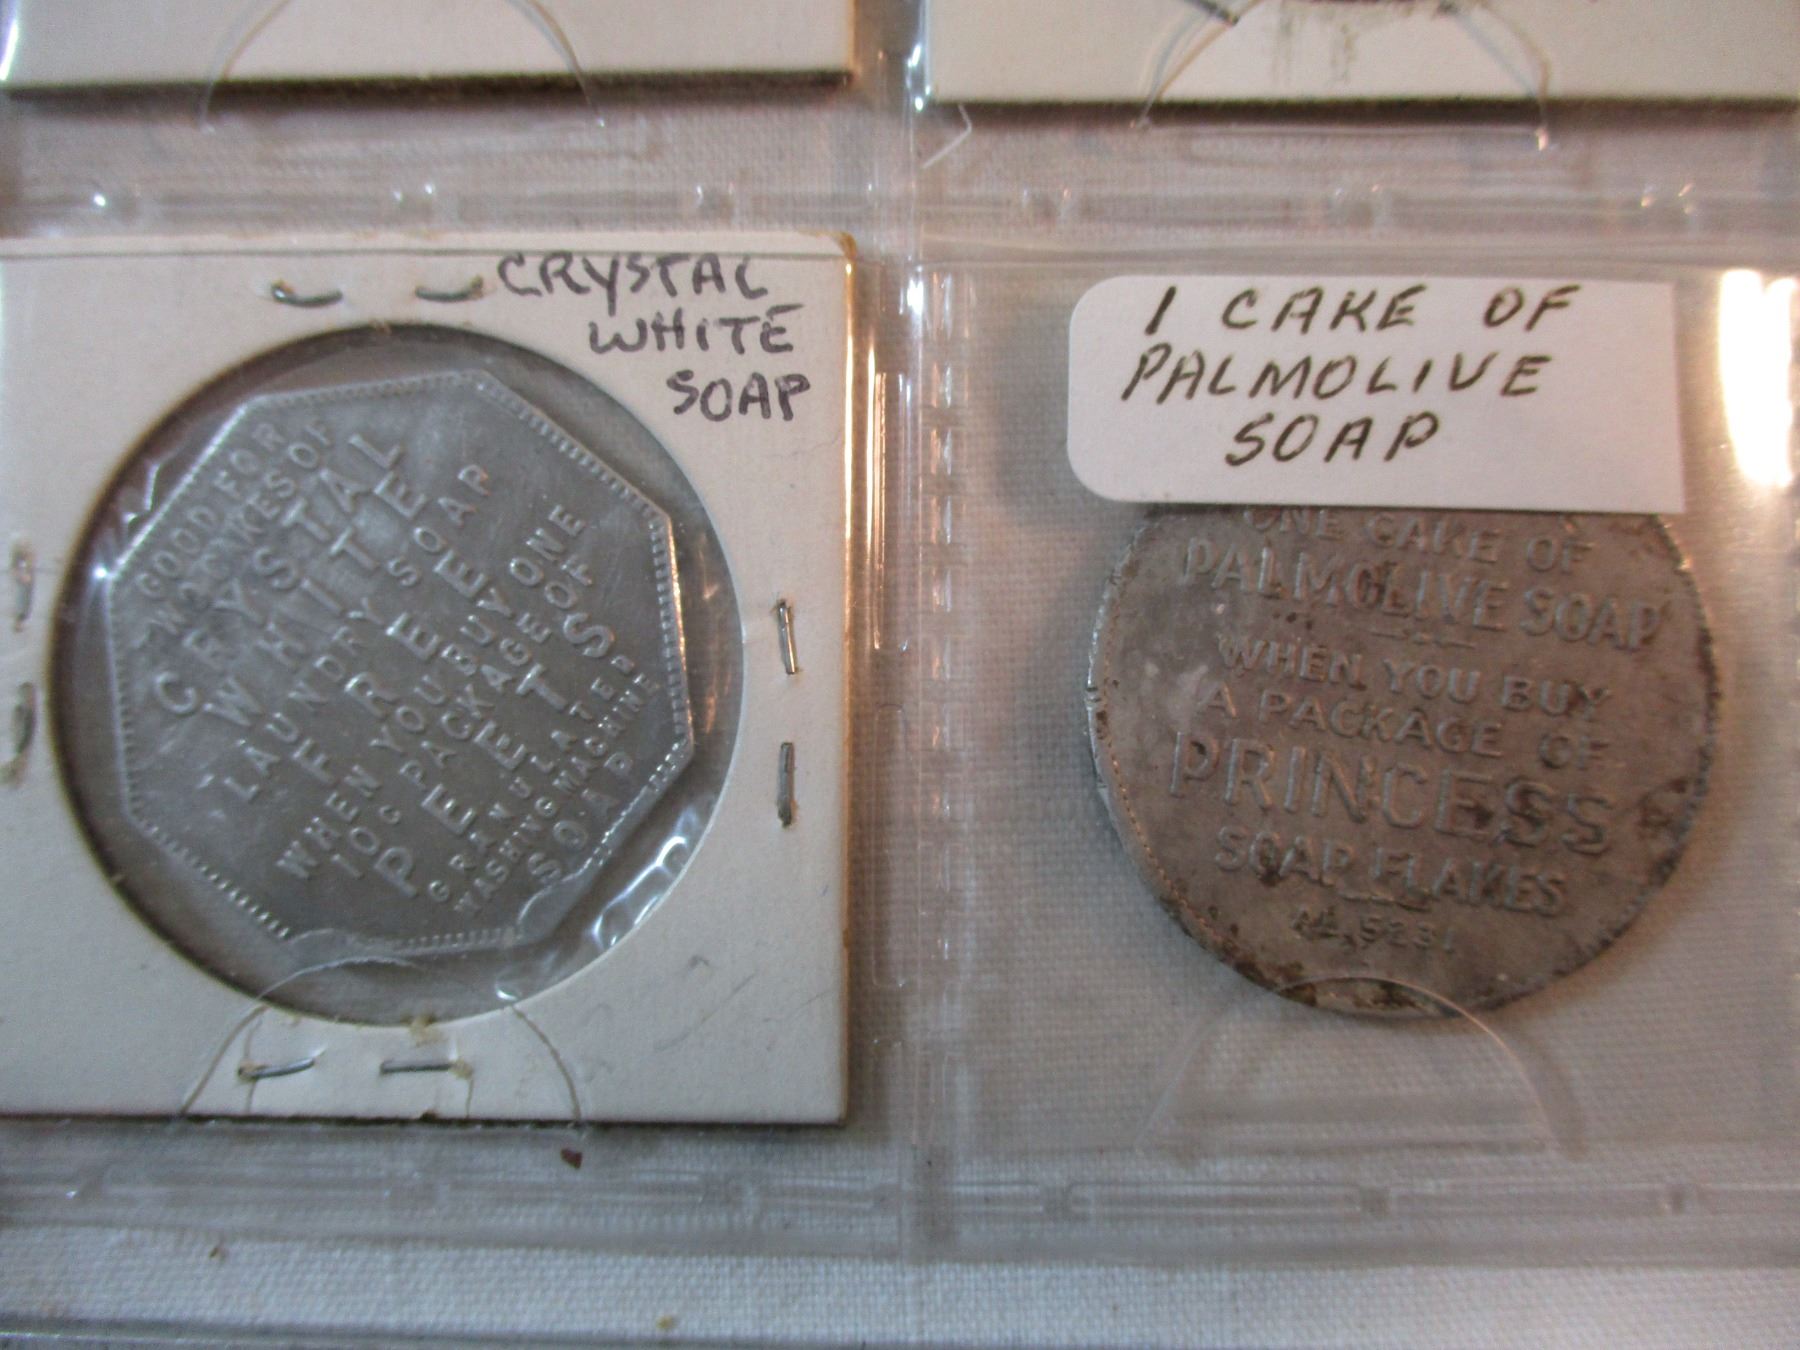 CRYSTAL
WHITE
SOAP
GOOD FOR
TWO CAKES OF
CRYSTAL
WHITE
LAUNDRY SOAP
FREE
WHEN YOU BUY ONE
10¢ PACKAGE OF
PEETS
GRANULATED
WASHING MACHINE
SOAP
1 CAKE OF
PALMOLIVE
SOAP
ONE CAKE OF
PALMOLIVE SOAP
WHEN YOU BUY
A PACKAGE OF
PRINCESS
SOAP FLAKES
5231